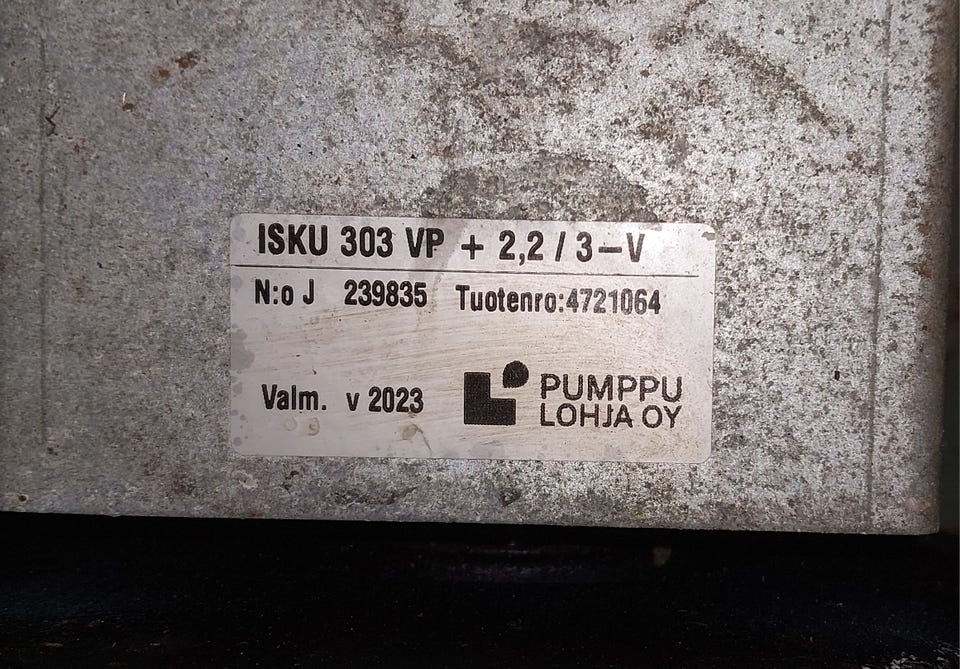 ISKU 303 VP + 2,2 / 3–V
N:o J 239835 Tuotenro:4721064
Valm. v 2023
PUMPPU
LOHJA OY